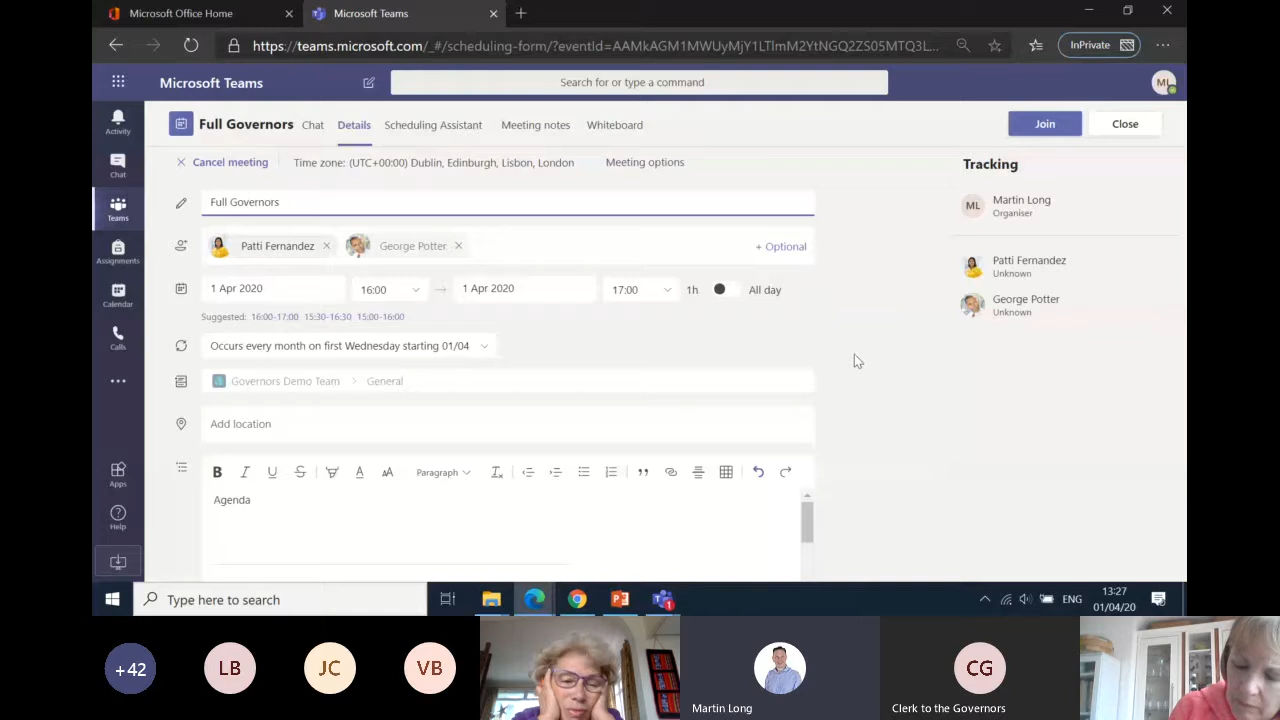 Microsoft Office Home
Microsoft Teams
https://teams.microsoft.com/_#/scheduling-form/?eventId=AAMkAGM1MWUyMjY1LTlmM2YtNGQ2ZS05MTQ3L...
InPrivate
Microsoft Teams
Search for or type a command
ML
Activity
Chat
Teams
Assignments
Calendar
Calls
Apps
Help
Full Governors
Chat
Details
Scheduling Assistant
Meeting notes
Whiteboard
Join
Close
Cancel meeting
Time zone: (UTC+00:00) Dublin, Edinburgh, Lisbon, London
Meeting options
Full Governors
Patti Fernandez
George Potter
+ Optional
1 Apr 2020
16:00
1 Apr 2020
17:00
1h
All day
Suggested: 16:00-17:00 15:30-16:30 15:00-16:00
Occurs every month on first Wednesday starting 01/04
Governors Demo Team > General
Add location
B I U S A AA Paragraph
Agenda
Tracking
ML
Martin Long
Organiser
Patti Fernandez
Unknown
George Potter
Unknown
Type here to search
1
ENG
13:27
01/04/20
+42
LB
JC
VB
Martin Long
CG
Clerk to the Governors